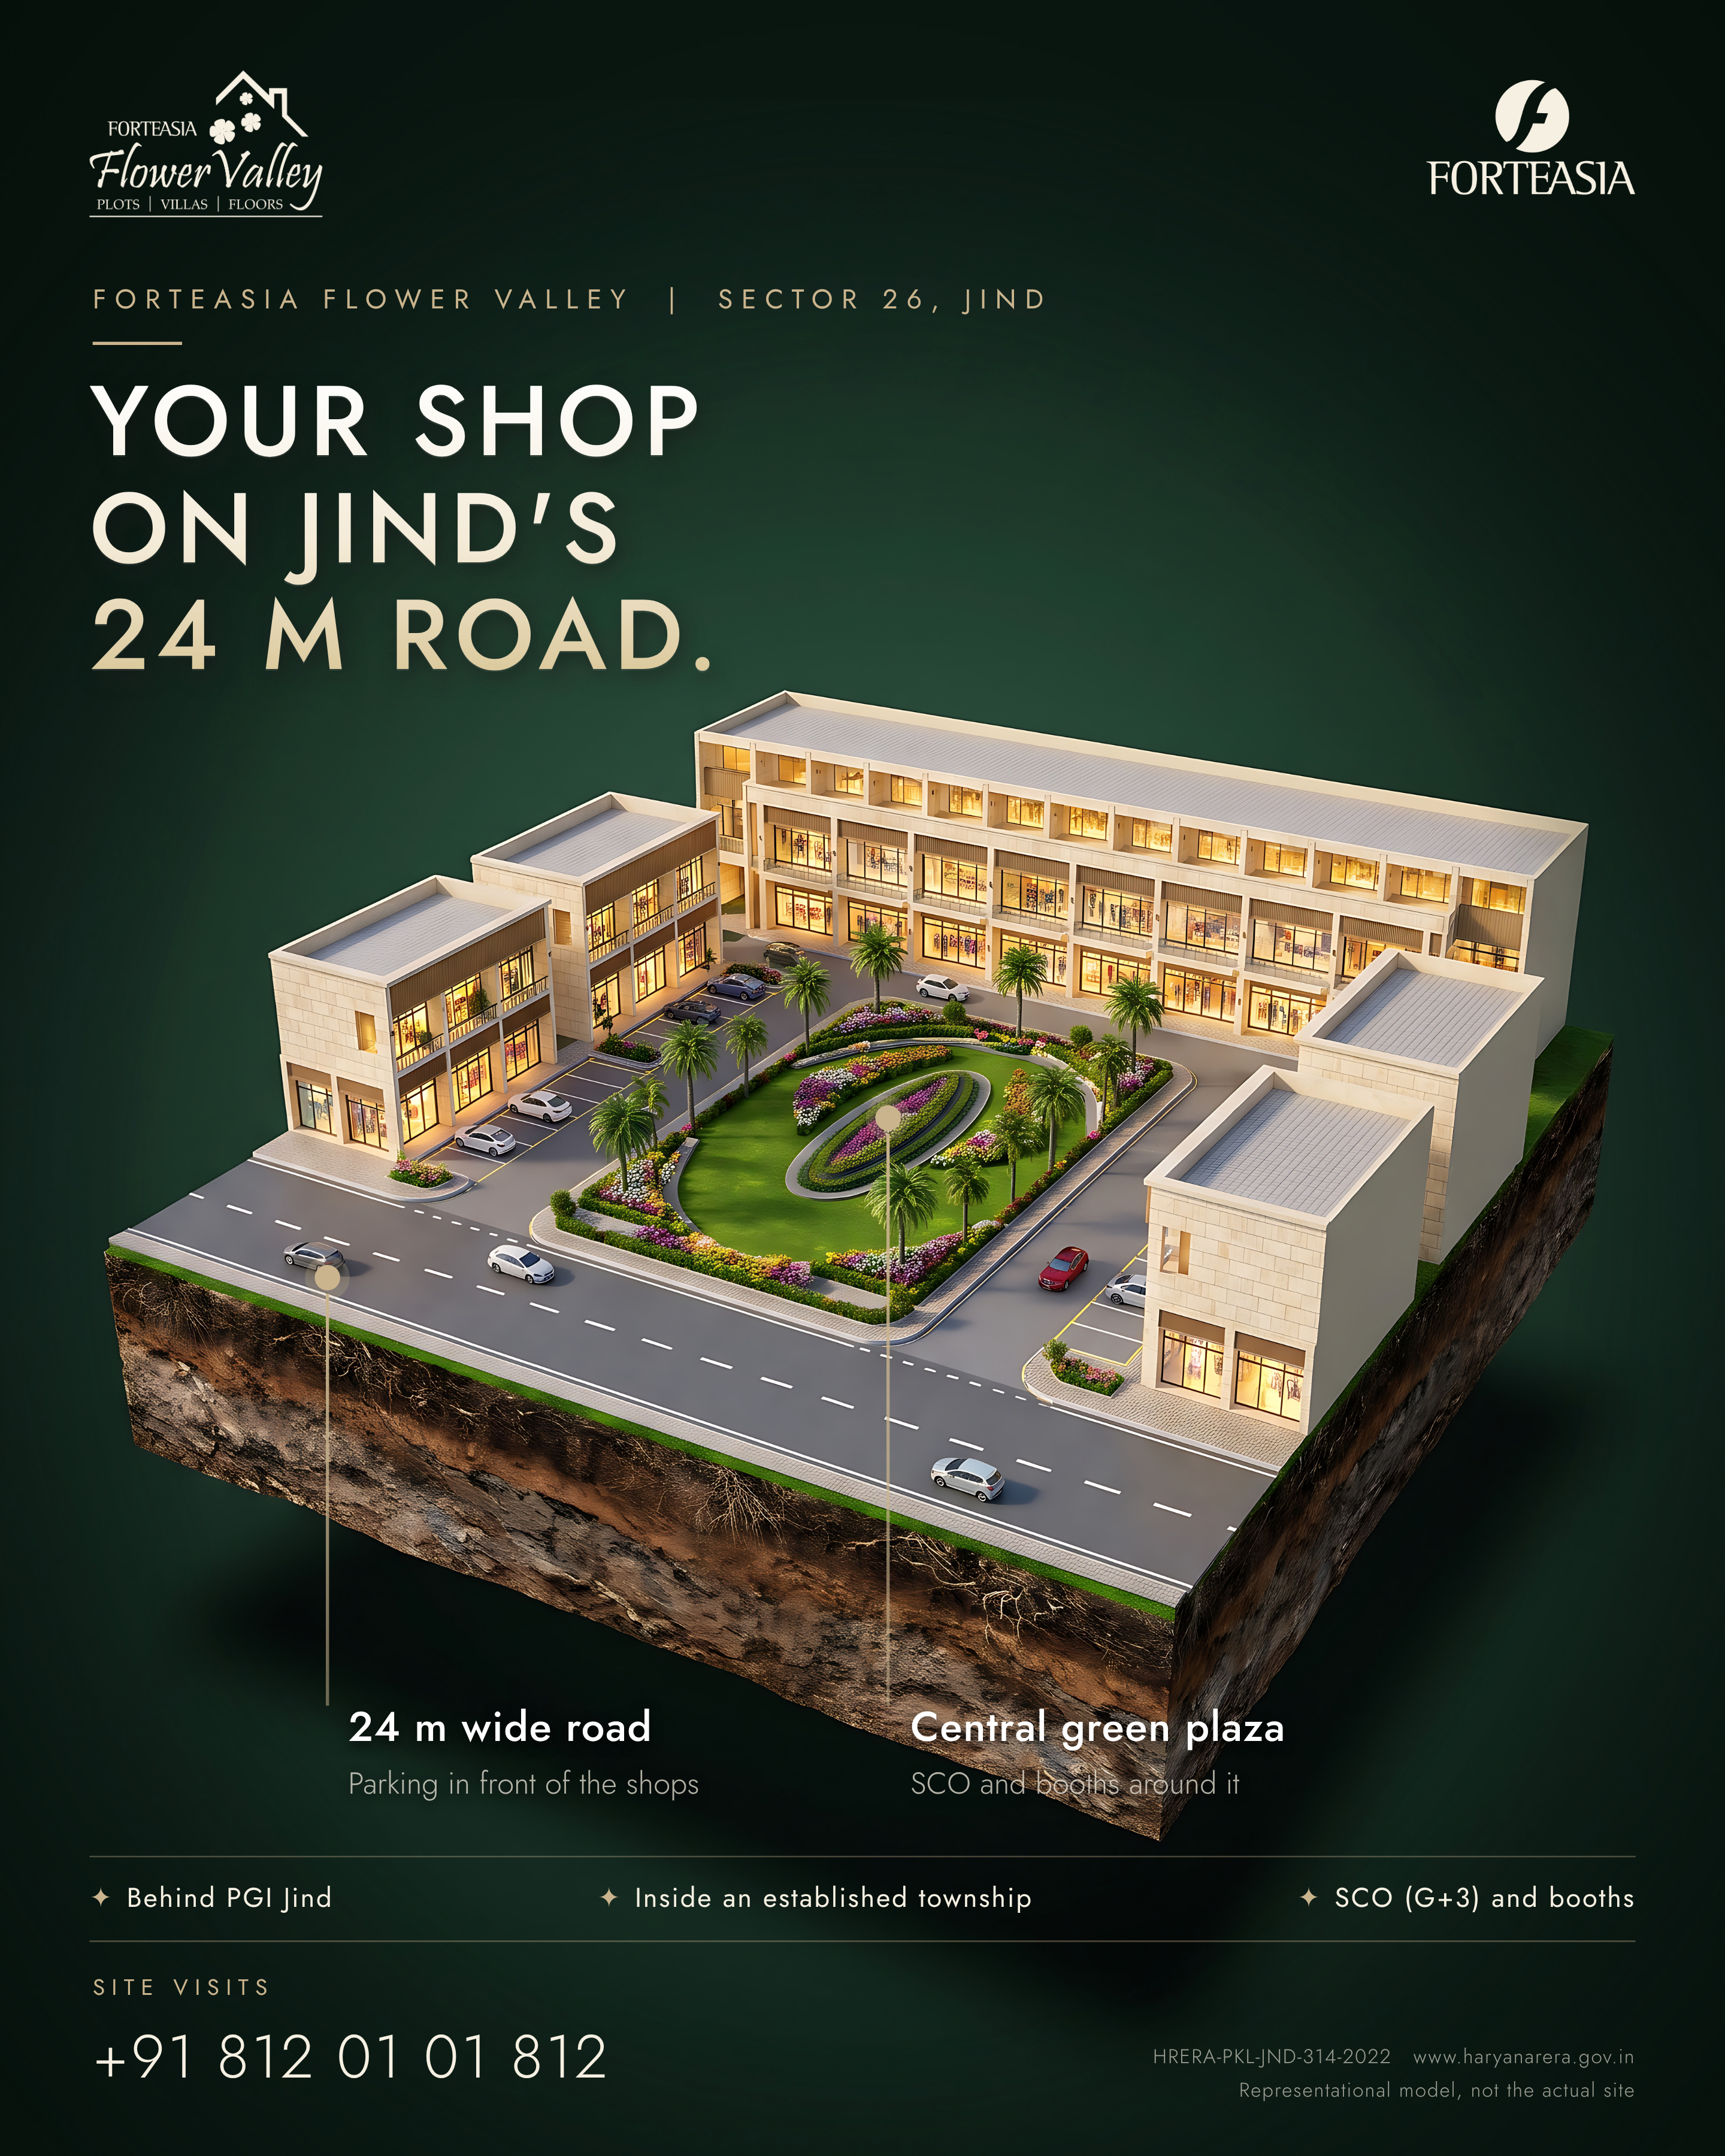 FORTEASIA
Flower Valley
PLOTS | VILLAS | FLOORS
FORTEASIA
FORTEASIA FLOWER VALLEY | SECTOR 26, JIND
YOUR SHOP
ON JIND'S
24 M ROAD.
24 m wide road
Parking in front of the shops
Central green plaza
SCO and booths around it
Behind PGI Jind
Inside an established township
SCO (G+3) and booths
SITE VISITS
+91 812 01 01 812
HRERA-PKL-JND-314-2022 www.haryanarera.gov.in
Representational model, not the actual site